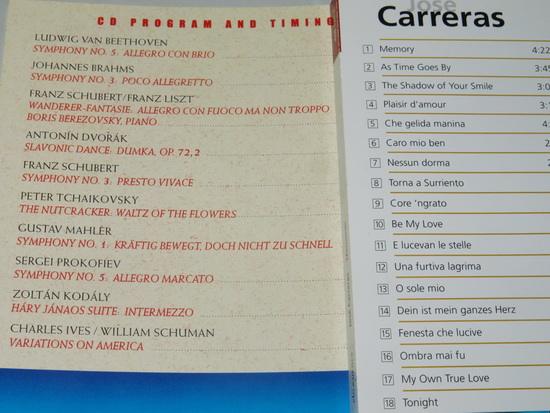 CD PROGRAM AND TIMING
LUDWIG VAN BEETHOVEN
SYMPHONY NO. 5: ALLEGRO CON BRIO
JOHANNES BRAHMS
SYMPHONY NO. 3: POCO ALLEGRETTO
FRANZ SCHUBERT/FRANZ LISZT
WANDERER-FANTASIE: ALLEGRO CON FUOCO MA NON TROPPO
BORIS BEREZOVSKY, PIANO
ANTONÍN DVOŘÁK
SLAVONIC DANCE: DUMKA, OP. 72, 2
FRANZ SCHUBERT
SYMPHONY NO. 3: PRESTO VIVACE
PETER TCHAIKOVSKY
THE NUTCRACKER: WALTZ OF THE FLOWERS
GUSTAV MAHLER
SYMPHONY NO. 1: KRÄFTIG BEWEGT, DOCH NICHT ZU SCHNELL
SERGEI PROKOFIEV
SYMPHONY NO. 5: ALLEGRO MARCATO
ZOLTÁN KODÁLY
HÁRY JÁNAOS SUITE: INTERMEZZO
CHARLES IVES / WILLIAM SCHUMAN
VARIATIONS ON AMERICA
José
Carreras
1 Memory 4:22
2 As Time Goes By 3:45
3 The Shadow of Your Smile 3:0
4 Plaisir d'amour 3:
5 Che gelida manina 4:
6 Caro mio ben
7 Nessun dorma
8 Torna a Surriento
9 Core 'ngrato
10 Be My Love
11 E lucevan le stelle
12 Una furtiva lagrima
13 O sole mio
14 Dein ist mein ganzes Herz
15 Fenesta che lucive
16 Ombra mai fu
17 My Own True Love
18 Tonight